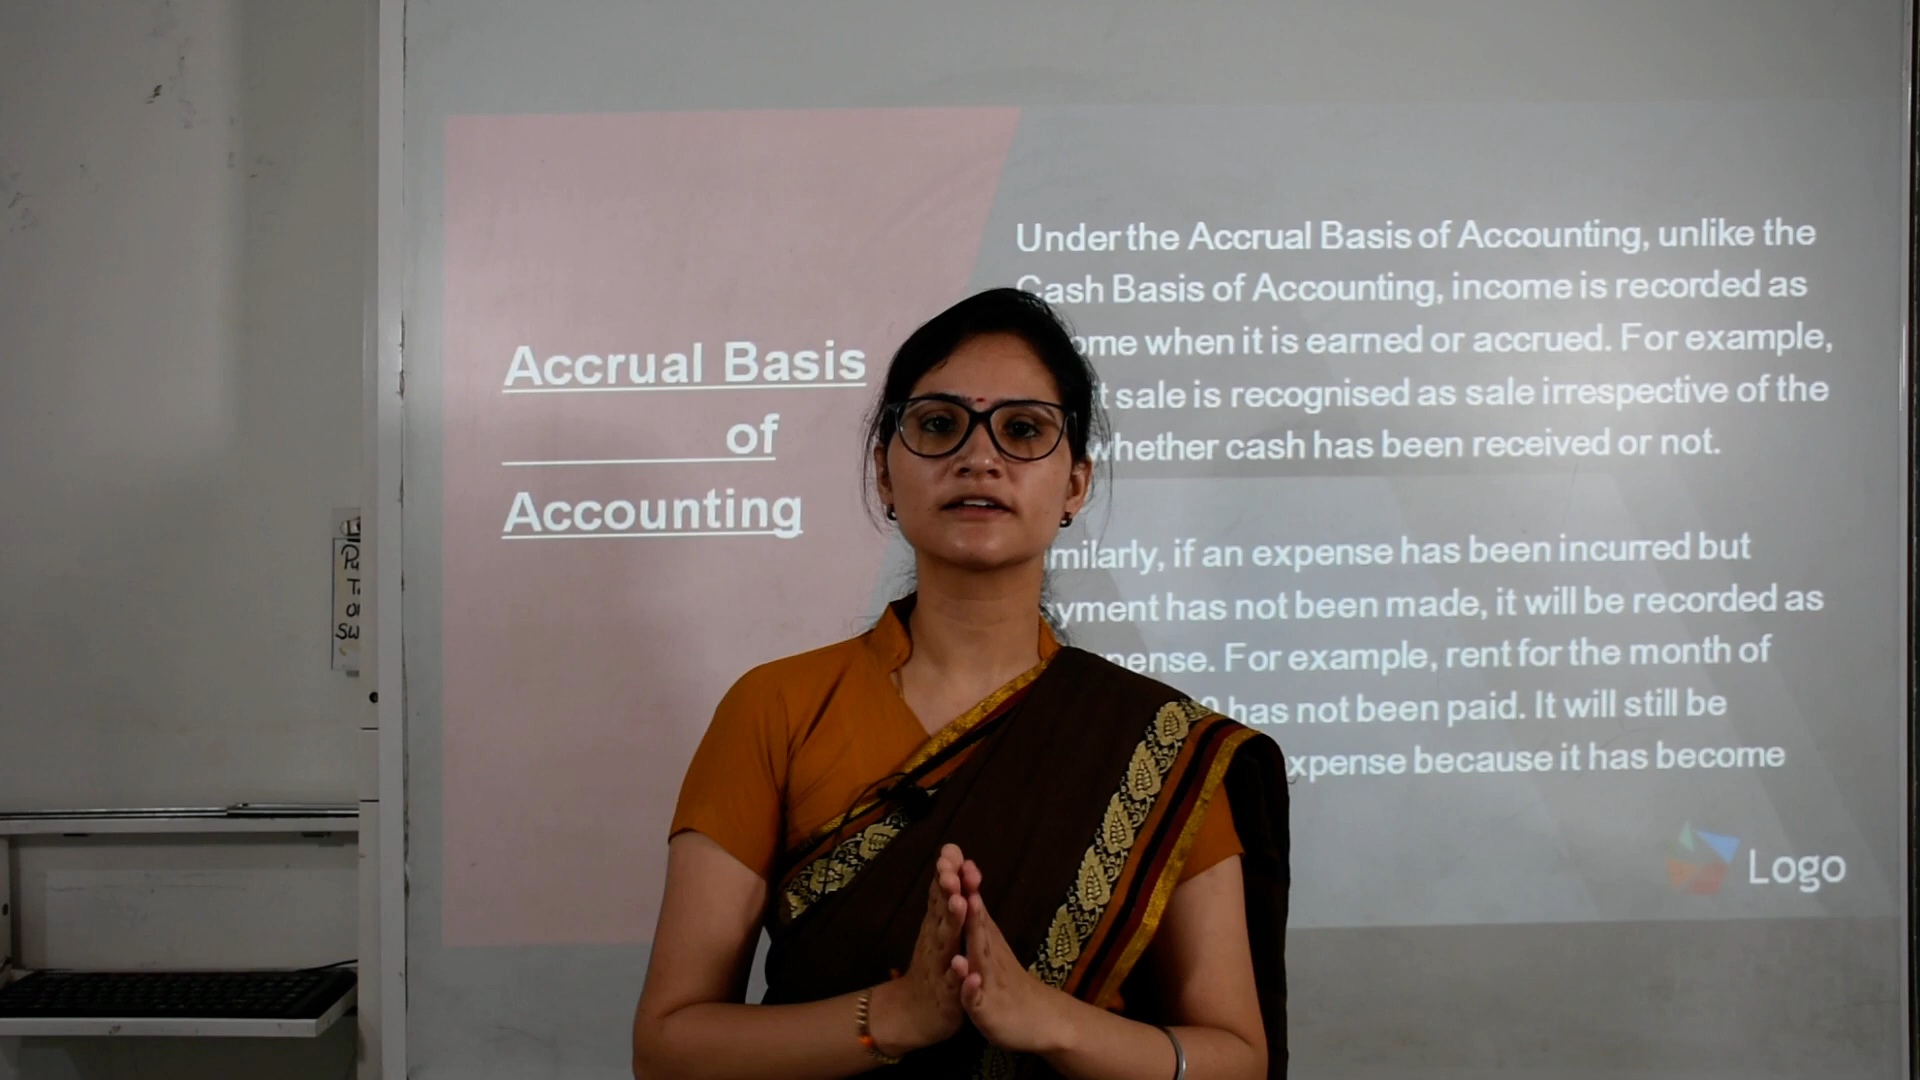 Accrual Basis
of
Accounting
Under the Accrual Basis of Accounting, unlike the
Cash Basis of Accounting, income is recorded as
when it is earned or accrued. For example,
sale is recognised as sale irrespective of the
whether cash has been received or not.
if an expense has been incurred but
has not been made, it will be recorded as
For example, rent for the month of
has not been paid. It will still be
because it has become
Logo